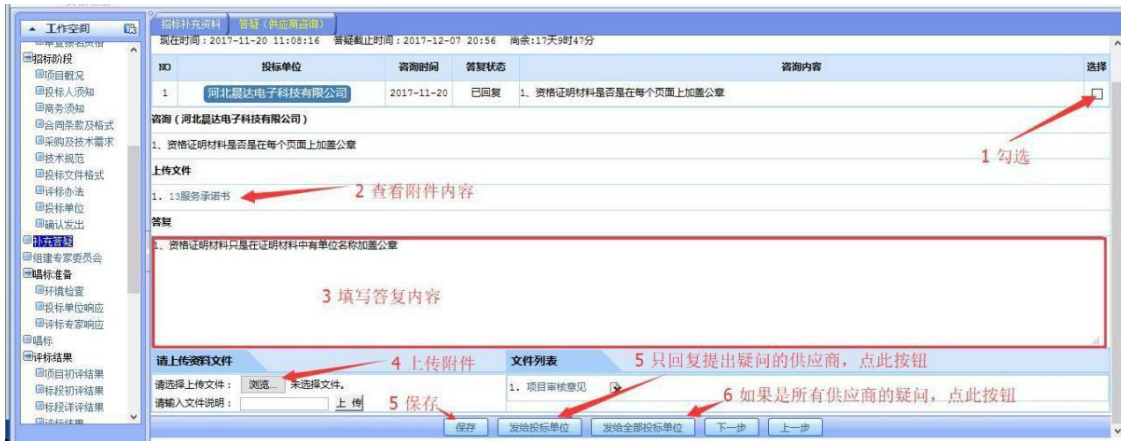 工作空间
招标阶段
项目概况
投标人须知
商务须知
合同条款及格式
采购及技术需求
技术规范
投标文件格式
评标办法
投标单位
确认发出
补充答疑
组建专家委员会
唱标准备
环境检查
投标单位响应
评标专家响应
唱标
评标结果
项目初评结果
标段初评结果
标段详评结果
招标补充资料 答疑(供应商咨询)
现在时间:2017-11-20 11:08:16 答疑截止时间:2017-12-07 20:56 尚余:17天9时47分
NO 投标单位 咨询时间 答复状态 咨询内容 选择
1 河北晨达电子科技有限公司 2017-11-20 已回复 1、资格证明材料是否是在每个页面上加盖公章
咨询(河北晨达电子科技有限公司)
1、资格证明材料是否是在每个页面上加盖公章
1 勾选
上传文件
1. 13服务承诺书
2 查看附件内容
答复
1、资格证明材料只是在证明材料中有单位名称加盖公章
3 填写答复内容
请上传资料文件 4 上传附件 文件列表 5 只回复提出疑问的供应商，点此按钮
请选择上传文件： 浏览... 未选择文件。 1. 项目审核意见
请输入文件说明： 上 传 5 保存 6 如果是所有供应商的疑问，点此按钮
保存 发给投标单位 发给全部投标单位 下一步 上一步